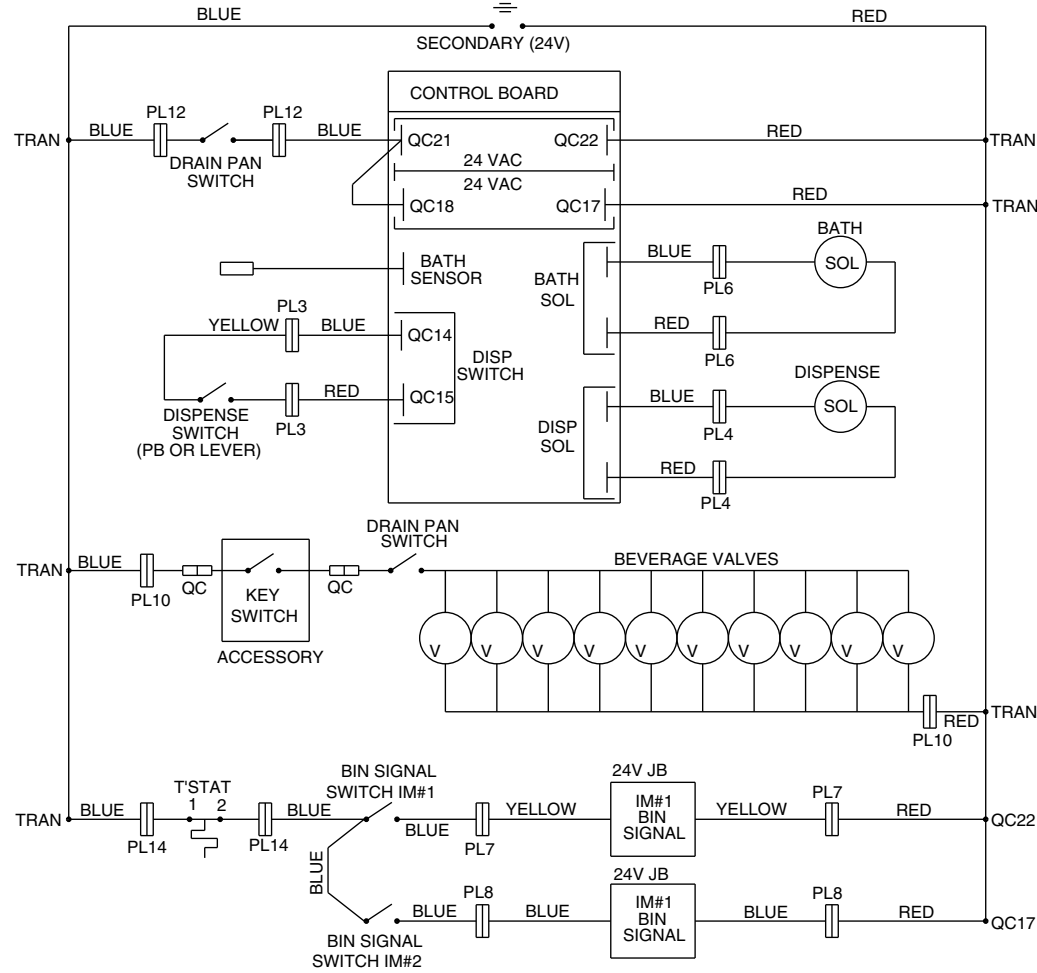 BLUE
RED
SECONDARY (24V)
CONTROL BOARD
PL12
PL12
TRAN
BLUE
BLUE
QC21
QC22
RED
TRAN
DRAIN PAN
SWITCH
24 VAC
24 VAC
QC18
QC17
RED
TRAN
BATH
SENSOR
BATH
SOL
BLUE
PL6
BATH
SOL
RED
PL6
PL3
YELLOW
BLUE
QC14
DISP
SWITCH
RED
QC15
PL3
DISPENSE
SWITCH
(PB OR LEVER)
DISP
SOL
BLUE
PL4
DISPENSE
SOL
RED
PL4
DRAIN PAN
SWITCH
BEVERAGE VALVES
TRAN
BLUE
PL10
QC
KEY
SWITCH
QC
ACCESSORY
V
V
V
V
V
V
V
V
V
V
RED
TRAN
PL10
BIN SIGNAL
SWITCH IM#1
24V JB
T'STAT
1
2
TRAN
BLUE
PL14
PL14
BLUE
BLUE
PL7
YELLOW
IM#1
BIN
SIGNAL
YELLOW
PL7
RED
QC22
BLUE
24V JB
BLUE
PL8
BLUE
IM#1
BIN
SIGNAL
BLUE
PL8
RED
QC17
BIN SIGNAL
SWITCH IM#2